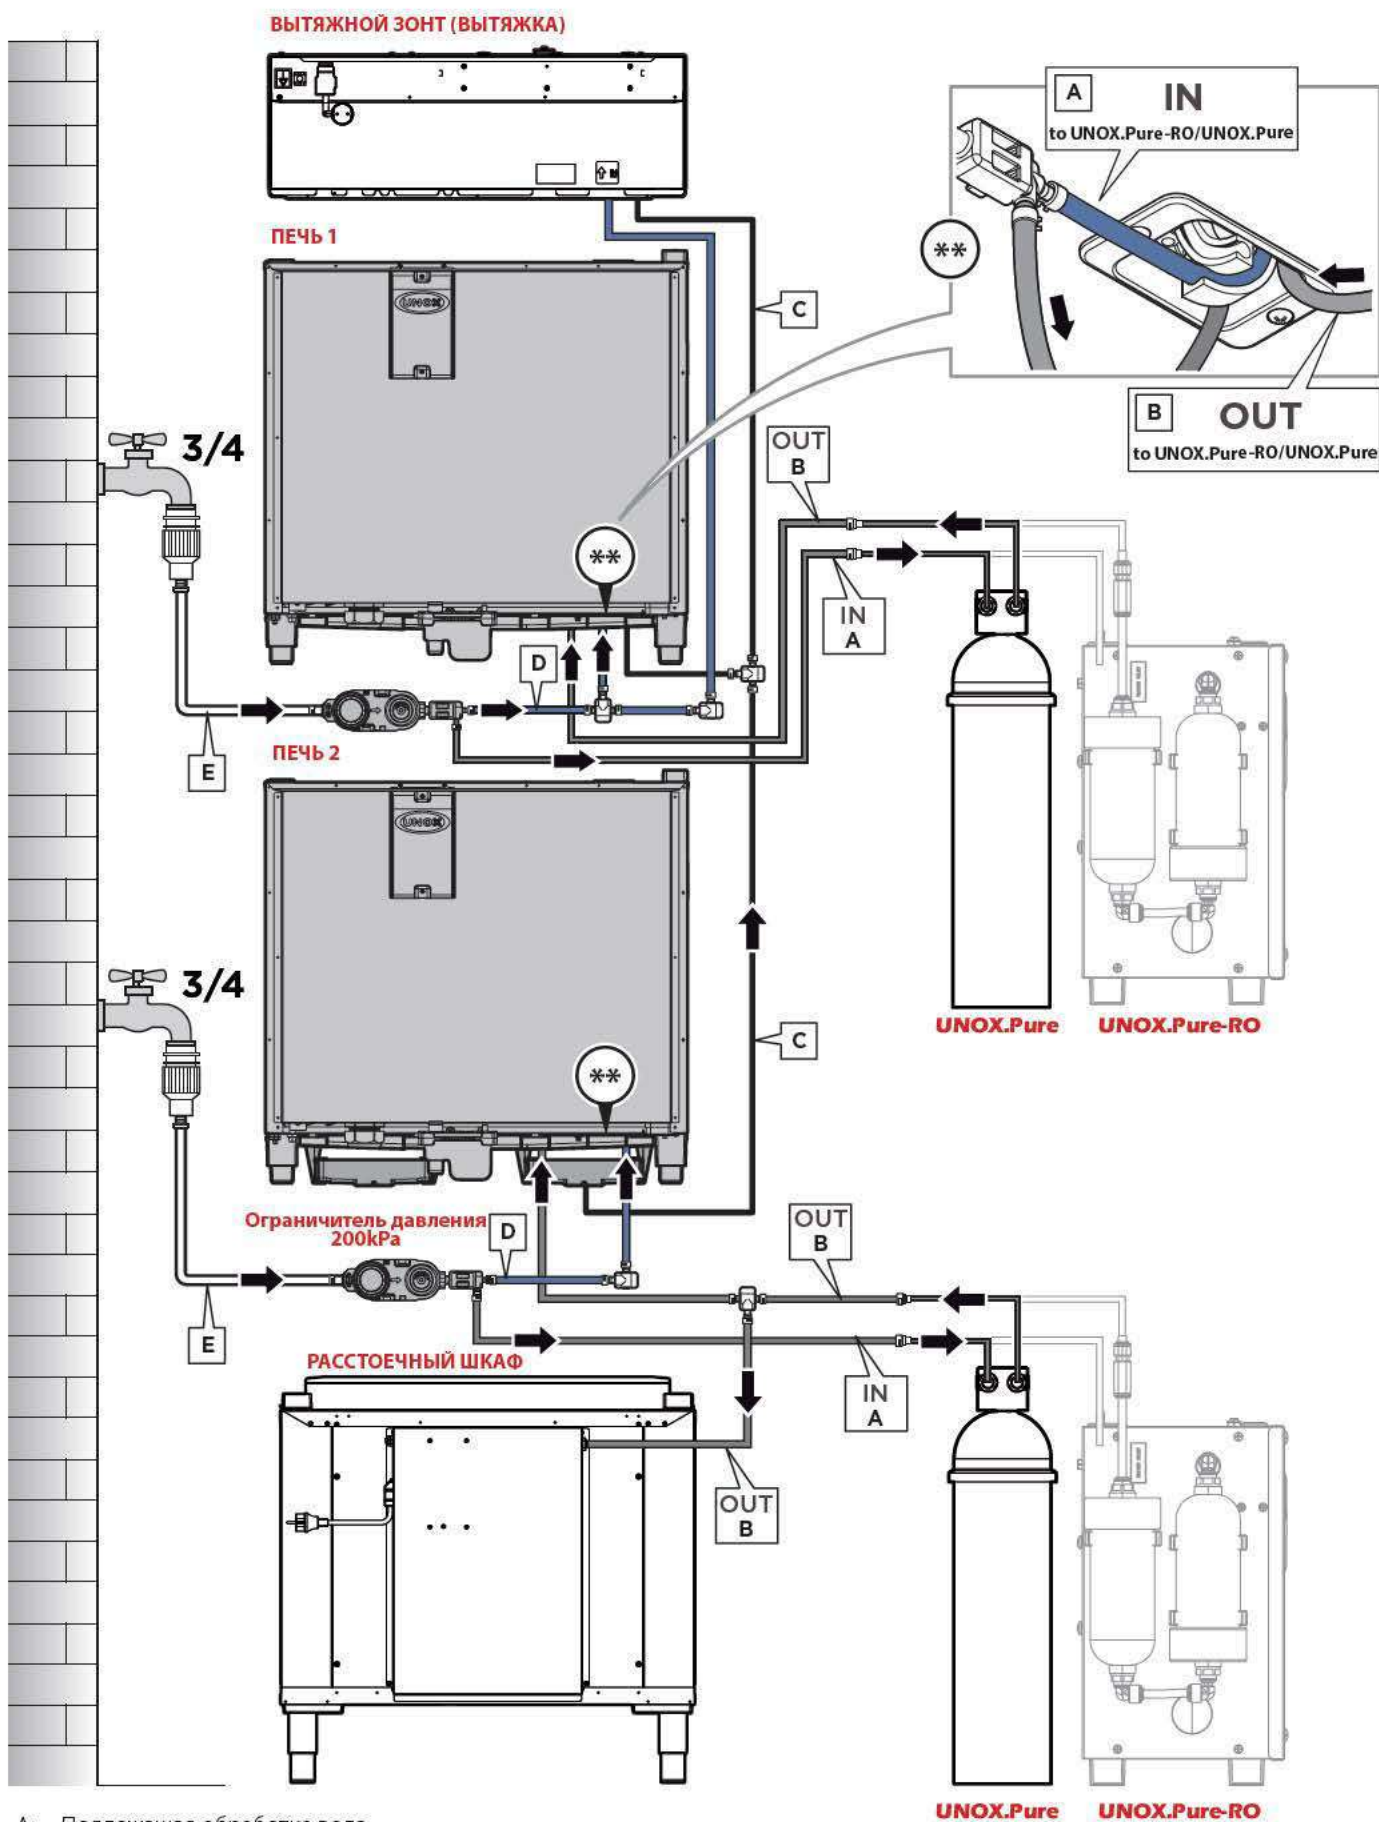 ВЫТЯЖНОЙ ЗОНТ (ВЫТЯЖКА)
A IN
to UNOX.Pure-RO/UNOX.Pure
**
ПЕЧЬ 1
UNOX
C
B OUT
to UNOX.Pure-RO/UNOX.Pure
3/4
OUT
B
**
IN
A
D
E
ПЕЧЬ 2
UNOX
3/4
UNOX.Pure
UNOX.Pure-RO
C
**
Ограничитель давления
200kPa
D
OUT
B
E
РАССТОЕЧНЫЙ ШКАФ
IN
A
OUT
B
UNOX.Pure
UNOX.Pure-RO